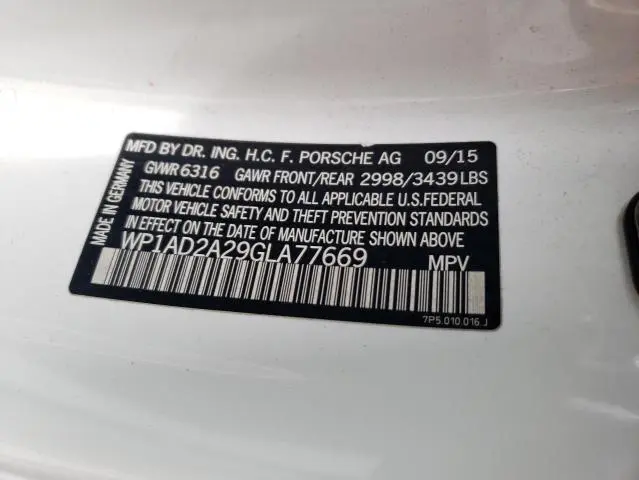 MFD BY DR. ING. H.C. F. PORSCHE AG 09/15
GVWR 6316 GAWR FRONT/REAR 2998/3439 LBS
THIS VEHICLE CONFORMS TO ALL APPLICABLE U.S.FEDERAL
MOTOR VEHICLE SAFETY AND THEFT PREVENTION STANDARDS
IN EFFECT ON THE DATE OF MANUFACTURE SHOWN ABOVE
WP1AD2A29GLA77669 MPV
MADE IN GERMANY
7P5.010.016.J